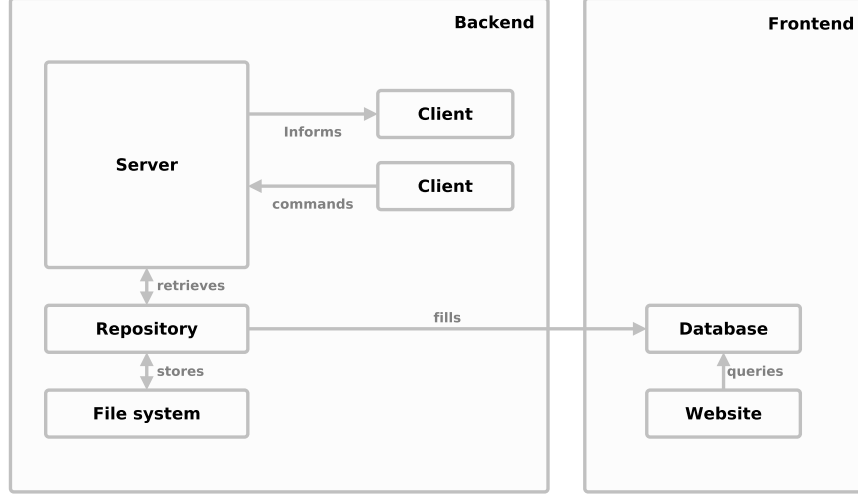 Backend
Frontend
Server
Informs
Client
commands
Client
retrieves
Repository
fills
Database
stores
queries
File system
Website